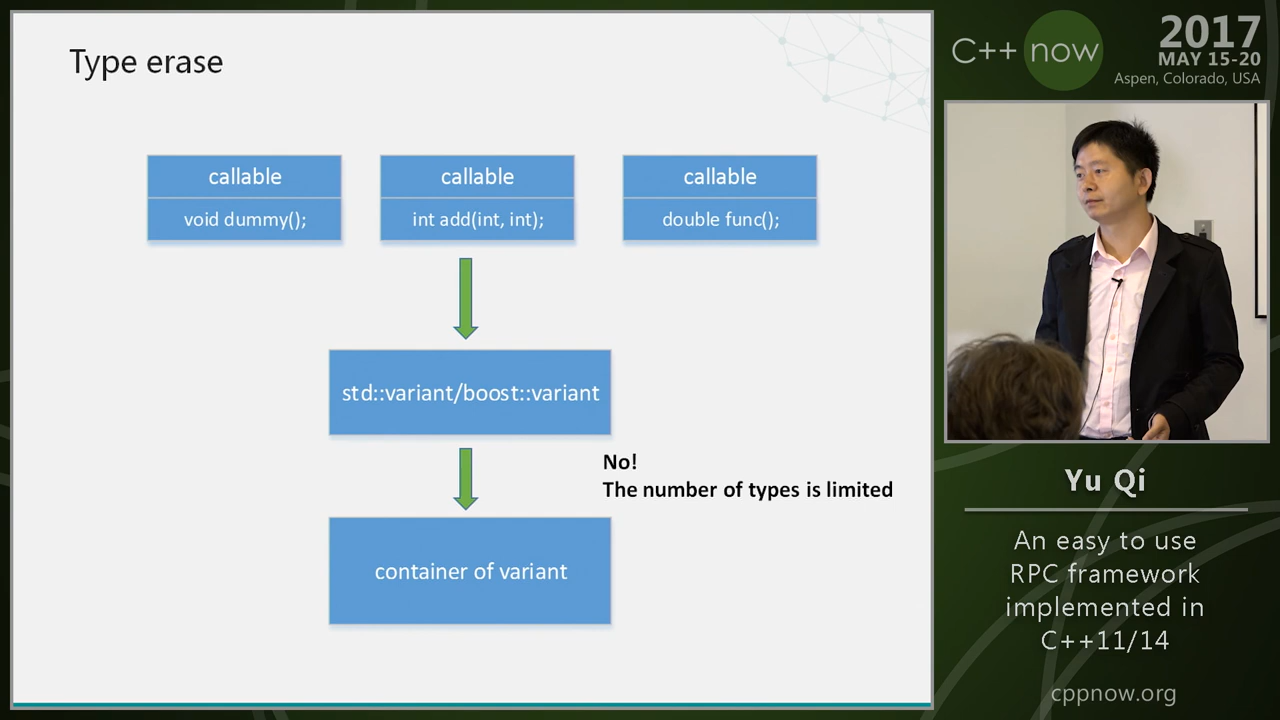 Type erase
callable
void dummy();
callable
int add(int, int);
callable
double func();
std::variant/boost::variant
No!
The number of types is limited
container of variant
C++ now
2017
MAY 15-20
Aspen, Colorado, USA
Yu Qi
An easy to use
RPC framework
implemented in
C++11/14
cppnow.org